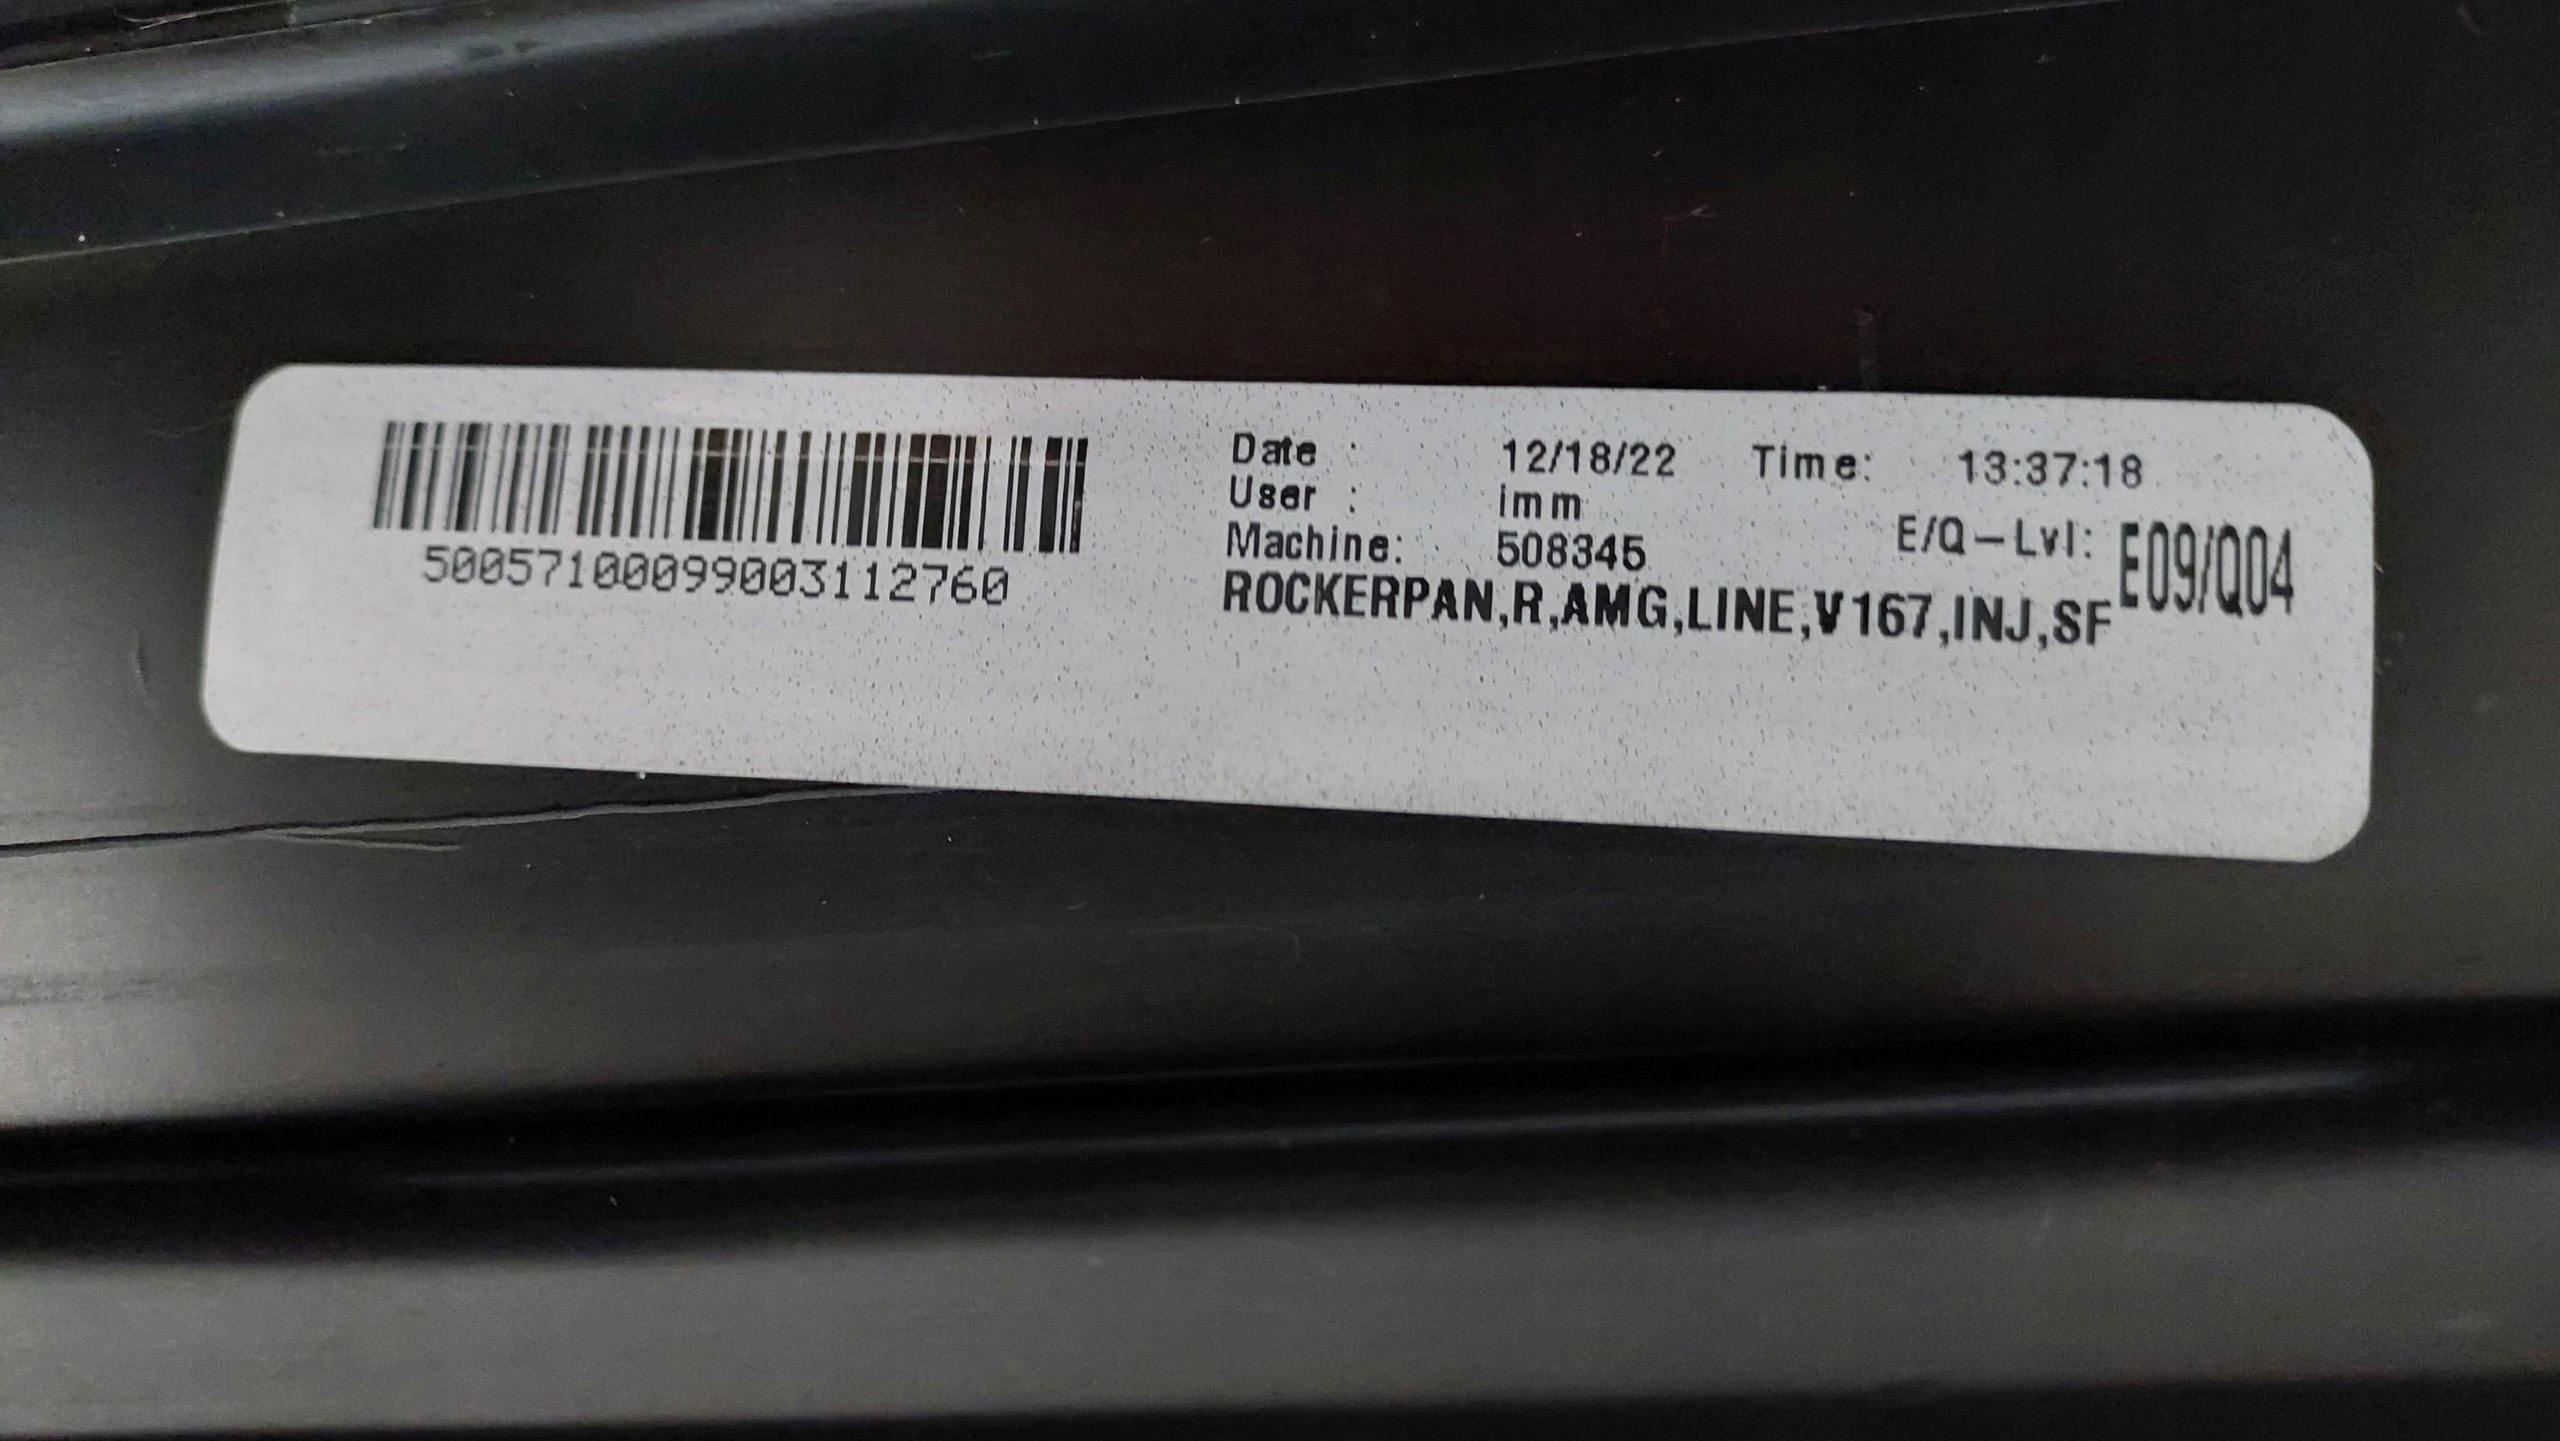 50057100099003112760
Date : 12/18/22 Time: 13:37:18
User : imm
Machine: 508345 E/Q-Lvl: E09/Q04
ROCKERPAN,R,AMG,LINE,V167,INJ,SF